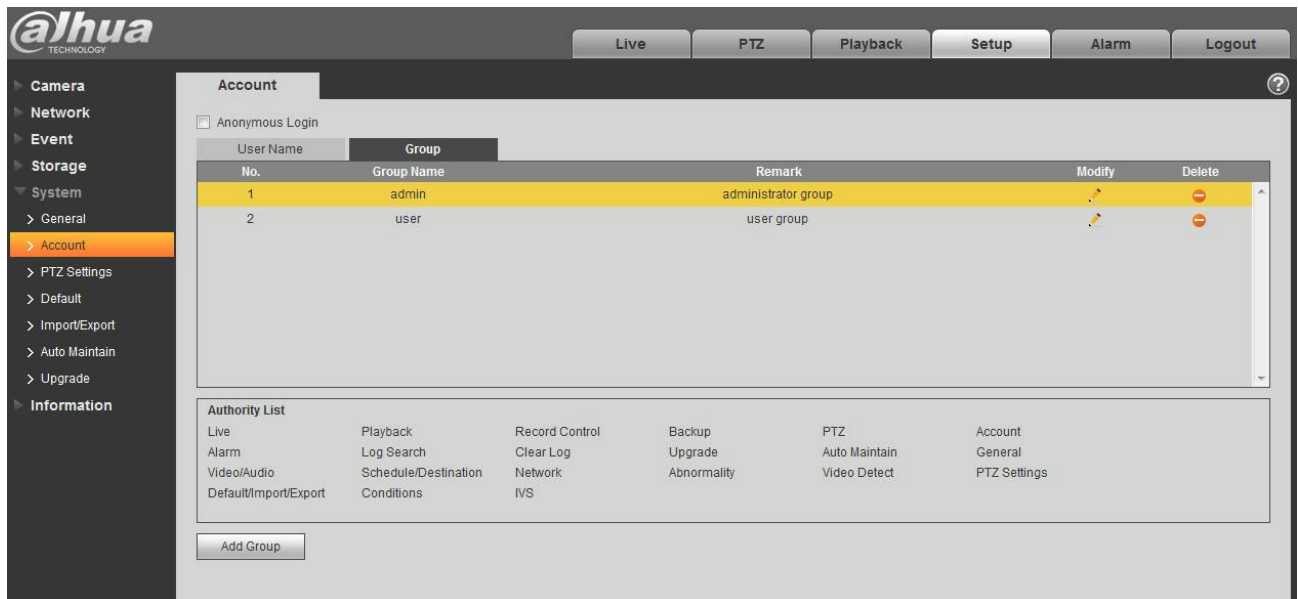 alhua
TECHNOLOGY
Live PTZ Playback Setup Alarm Logout
Camera
Network
Event
Storage
System
> General
> Account
> PTZ Settings
> Default
> Import/Export
> Auto Maintain
> Upgrade
Information
Account
?
Anonymous Login
User Name Group
No. Group Name Remark Modify Delete
1 admin administrator group
2 user user group
Authority List
Live Playback Record Control Backup PTZ Account
Alarm Log Search Clear Log Upgrade Auto Maintain General
Video/Audio Schedule/Destination Network Abnormality Video Detect PTZ Settings
Default/Import/Export Conditions IVS
Add Group